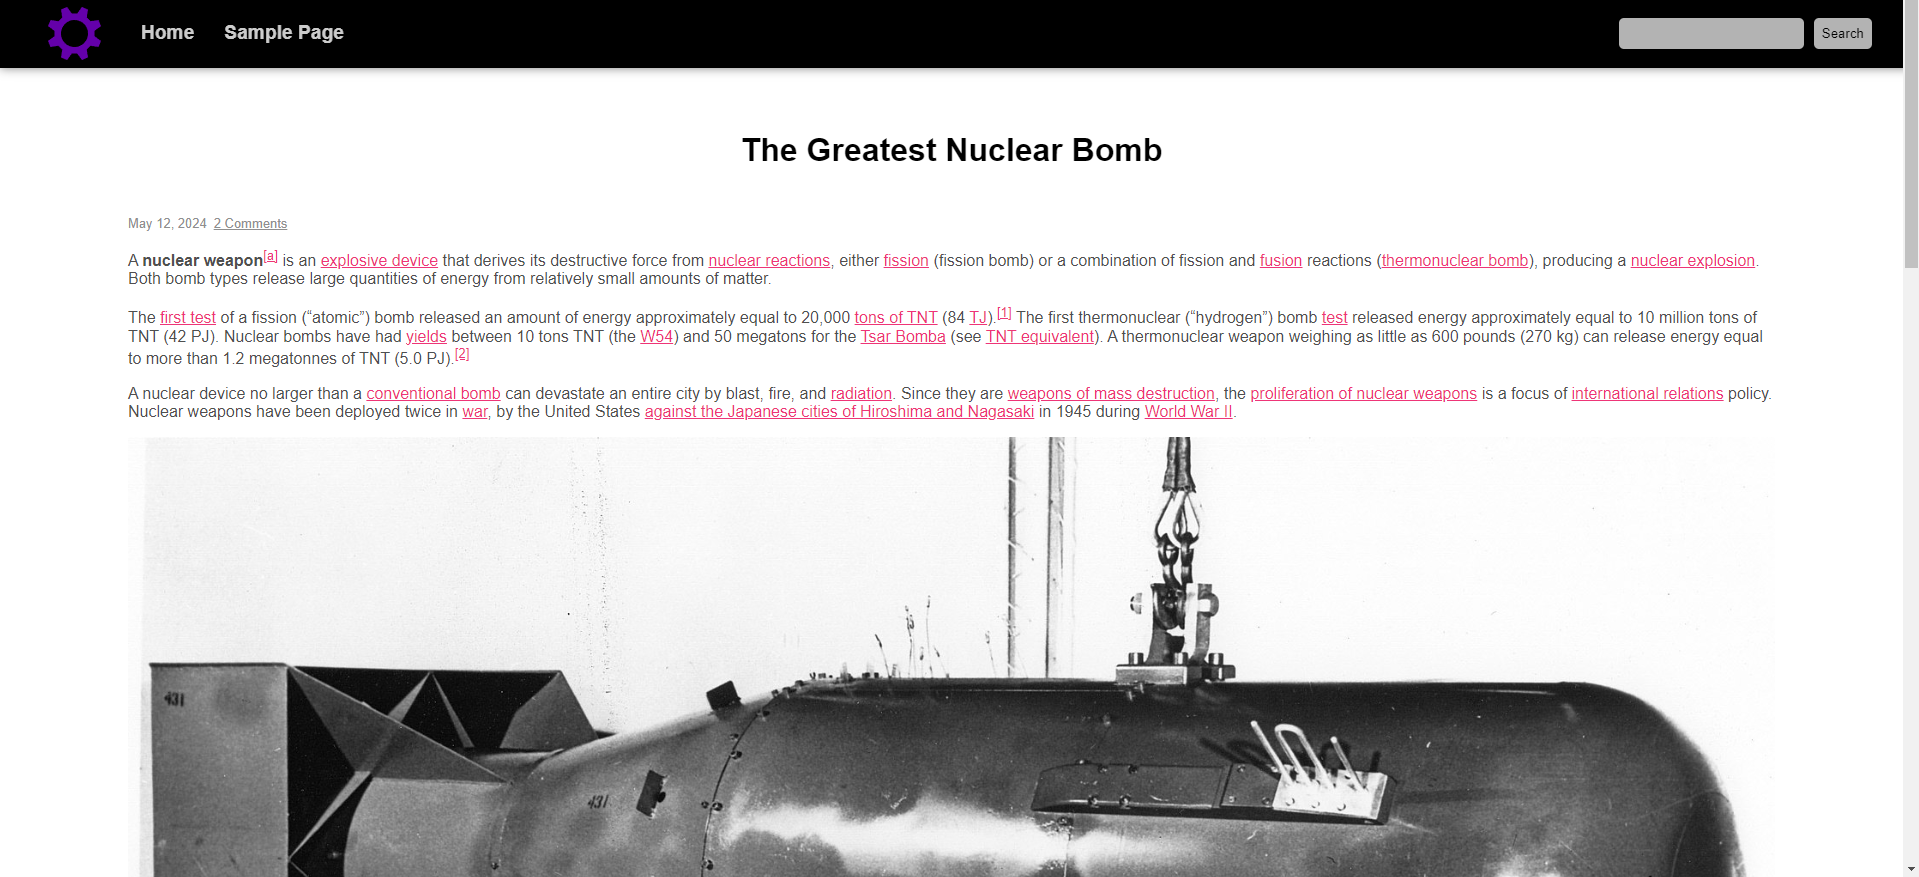 Home Sample Page Search
The Greatest Nuclear Bomb
May 12, 2024 2 Comments
A nuclear weapon[a] is an explosive device that derives its destructive force from nuclear reactions, either fission (fission bomb) or a combination of fission and fusion reactions (thermonuclear bomb), producing a nuclear explosion.
Both bomb types release large quantities of energy from relatively small amounts of matter.
The first test of a fission (“atomic”) bomb released an amount of energy approximately equal to 20,000 tons of TNT (84 TJ).[1] The first thermonuclear (“hydrogen”) bomb test released energy approximately equal to 10 million tons of
TNT (42 PJ). Nuclear bombs have had yields between 10 tons TNT (the W54) and 50 megatons for the Tsar Bomba (see TNT equivalent). A thermonuclear weapon weighing as little as 600 pounds (270 kg) can release energy equal
to more than 1.2 megatonnes of TNT (5.0 PJ).[2]
A nuclear device no larger than a conventional bomb can devastate an entire city by blast, fire, and radiation. Since they are weapons of mass destruction, the proliferation of nuclear weapons is a focus of international relations policy.
Nuclear weapons have been deployed twice in war, by the United States against the Japanese cities of Hiroshima and Nagasaki in 1945 during World War II.
431
431